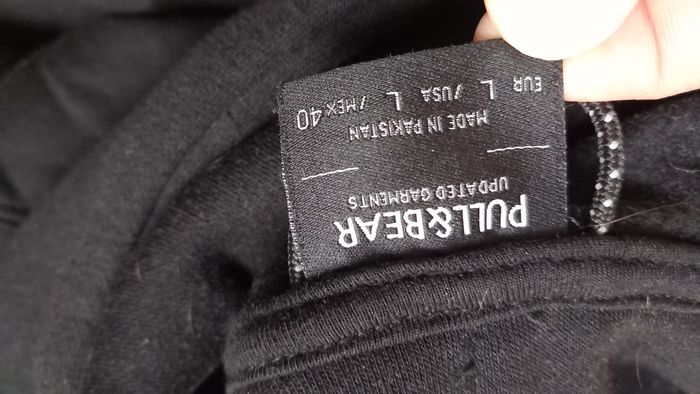 PULL&BEAR
UPDATED GARMENTS
MADE IN PAKISTAN
EUR L /USA L /MEX 40